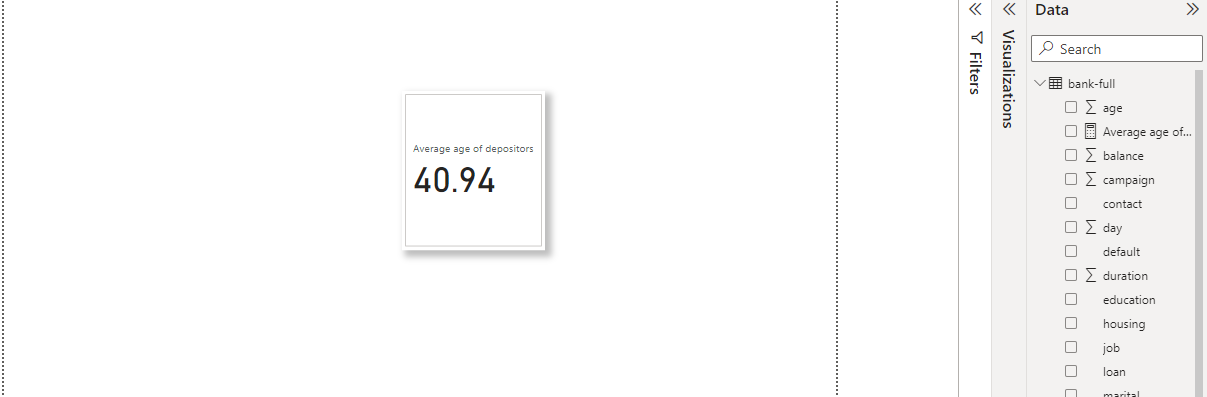 Average age of depositors
40.94
Filters
Visualizations
Data
Search
bank-full
age
Average age of...
balance
campaign
contact
day
default
duration
education
housing
job
loan
marital